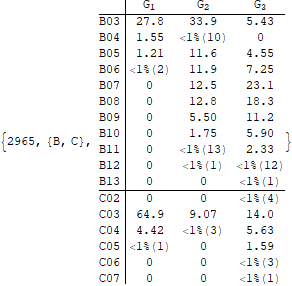 G₁ G₂ G₃
B03 27.8 33.9 5.43
B04 1.55 <1%(10) 0
B05 1.21 11.6 4.55
B06 <1%(2) 11.9 7.25
B07 0 12.5 23.1
B08 0 12.8 18.3
B09 0 5.50 11.2
B10 0 1.75 5.90
{2965, {B, C}, B11 0 <1%(13) 2.33 }
B12 0 <1%(1) <1%(12)
B13 0 0 <1%(1)
C02 0 0 <1%(4)
C03 64.9 9.07 14.0
C04 4.42 <1%(3) 5.63
C05 <1%(1) 0 1.59
C06 0 0 <1%(3)
C07 0 0 <1%(1)